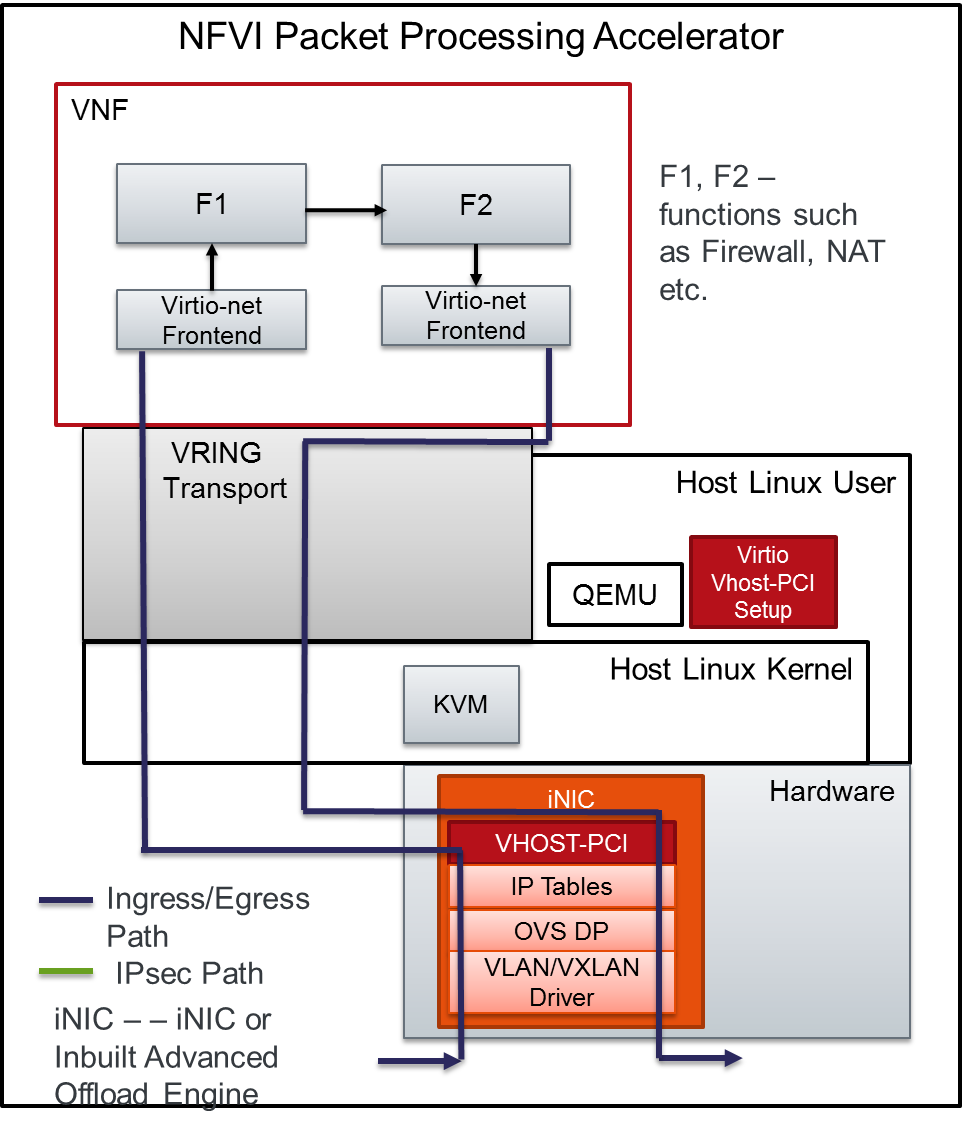 NFVI Packet Processing Accelerator
VNF
F1
F2
F1, F2 –
functions such
as Firewall, NAT
etc.
Virtio-net
Frontend
Virtio-net
Frontend
VRING
Transport
Host Linux User
QEMU
Virtio
Vhost-PCI
Setup
Host Linux Kernel
KVM
Hardware
iNIC
VHOST-PCI
IP Tables
OVS DP
VLAN/VXLAN
Driver
Ingress/Egress
Path
IPsec Path
iNIC – – iNIC or
Inbuilt Advanced
Offload Engine